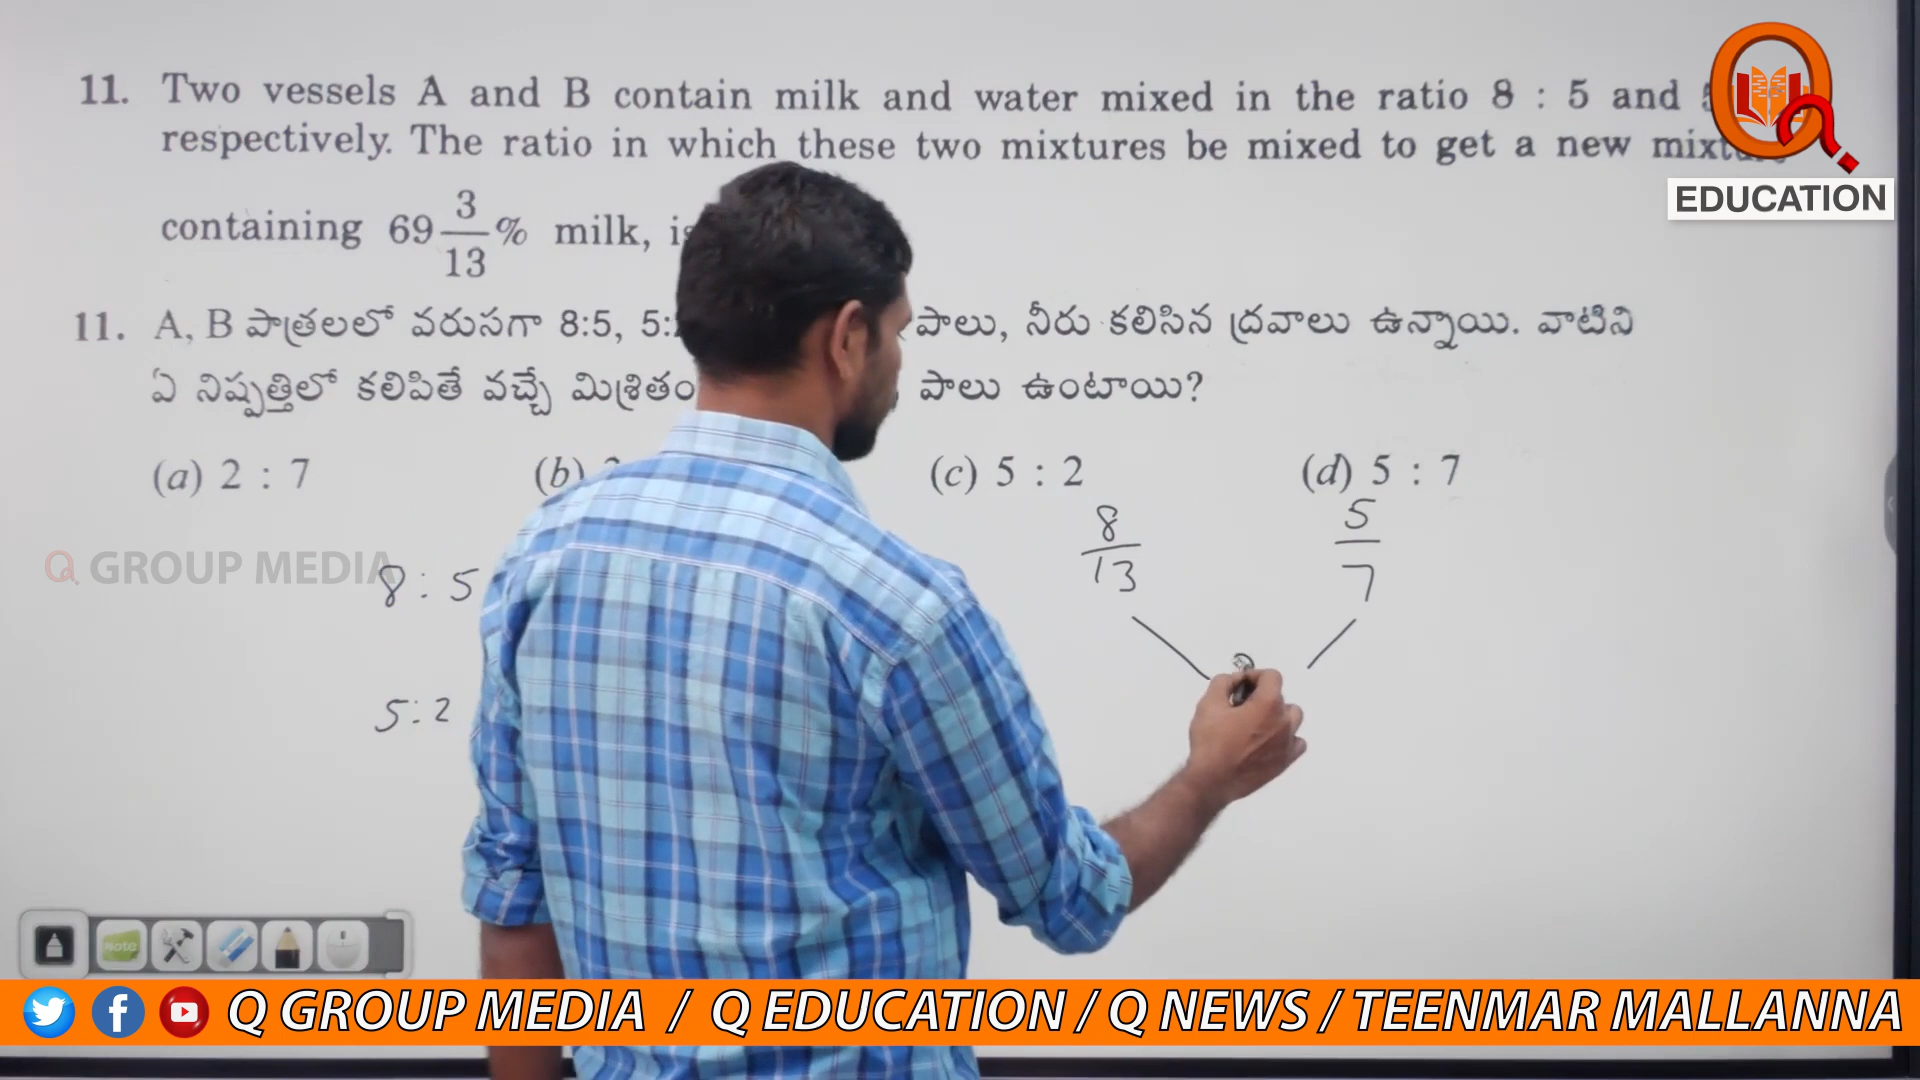 11. Two vessels A and B contain milk and water mixed in the ratio 8 : 5 and
respectively. The ratio in which these two mixtures be mixed to get a new
containing 69 3/13 % milk,
11. A, B పాత్రలలో వరుసగా 8:5, 5: పాలు, నీరు కలిసిన ద్రవాలు ఉన్నాయి. వాటిని
ఏ నిష్పత్తిలో కలిపితే వచ్చే మిశ్రితం పాలు ఉంటాయి?
(a) 2 : 7 (b) (c) 5 : 2 (d) 5 : 7
8/13 5/7
8 : 5
5 : 2
Q EDUCATION
Q GROUP MEDIA
Note
Q GROUP MEDIA / Q EDUCATION / Q NEWS / TEENMAR MALLANNA